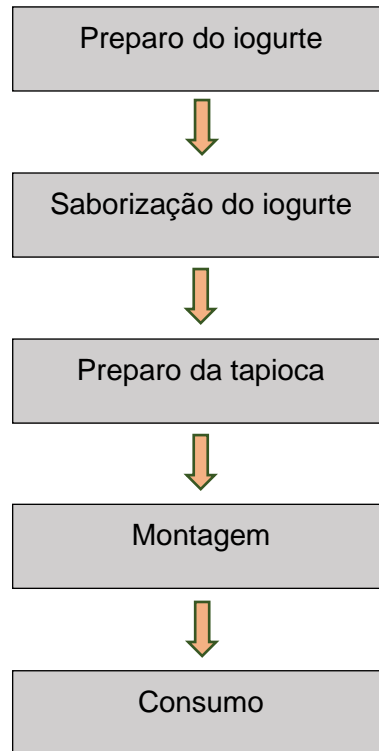 Preparo do iogurte
Saborização do iogurte
Preparo da tapioca
Montagem
Consumo